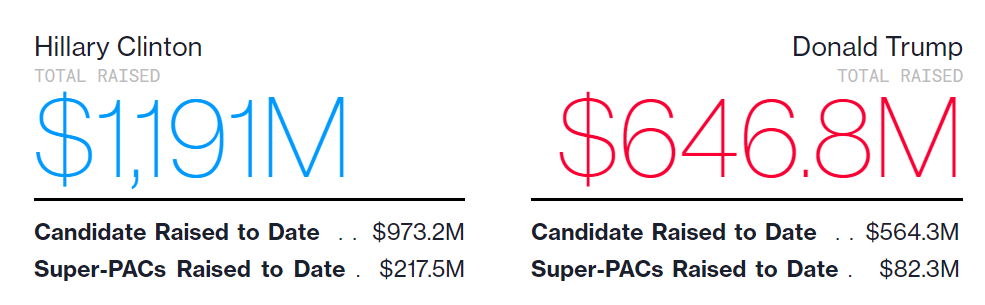 Hillary Clinton
TOTAL RAISED
$1,191M
Candidate Raised to Date . . $973.2M
Super-PACs Raised to Date . $217.5M
Donald Trump
TOTAL RAISED
$646.8M
Candidate Raised to Date . . $564.3M
Super-PACs Raised to Date . $82.3M